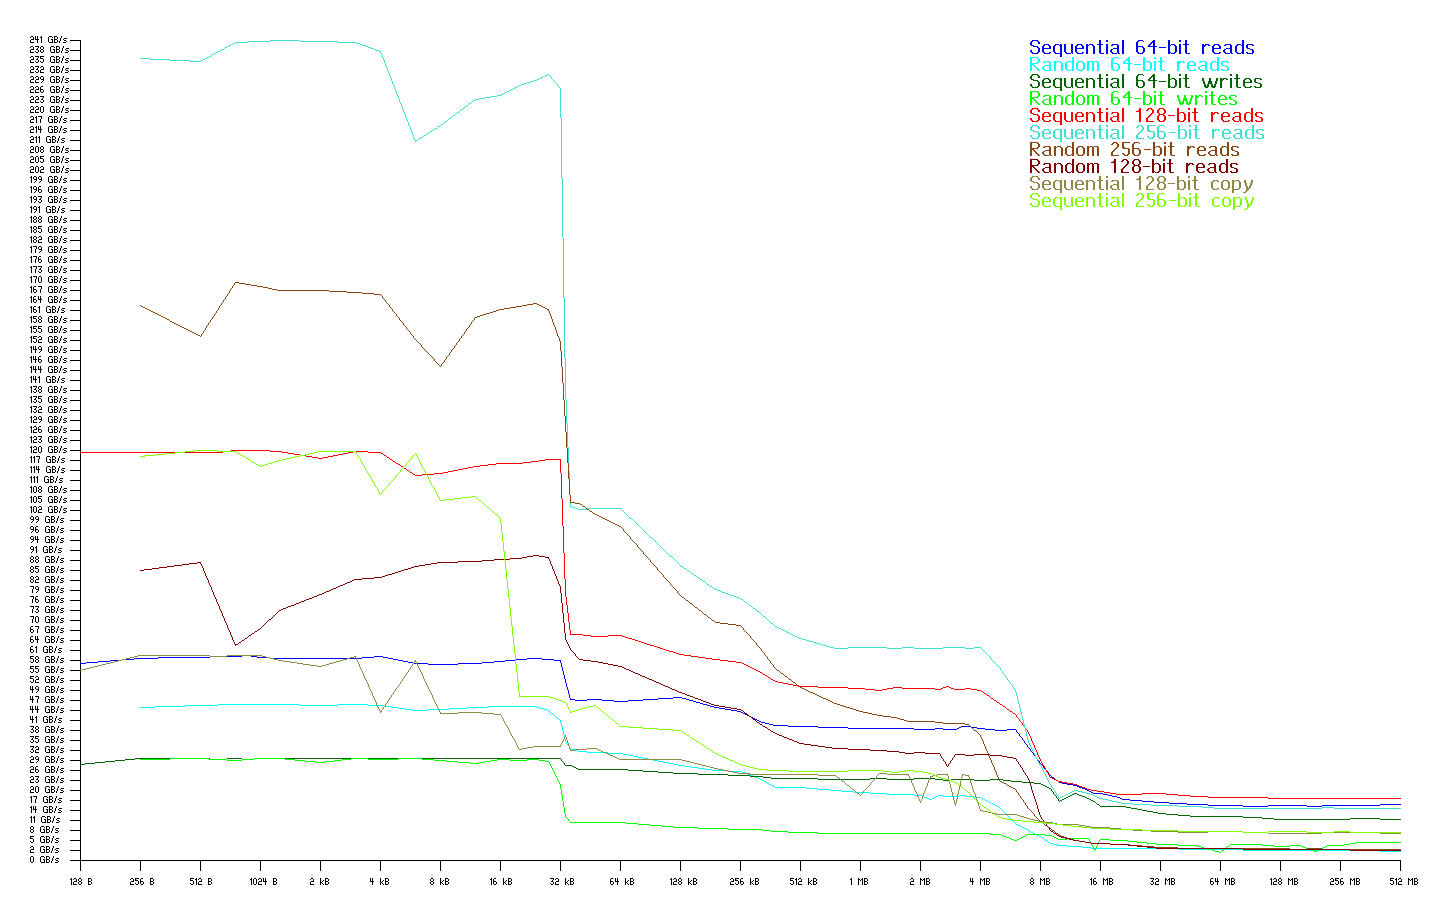 241 GB/s
238 GB/s
235 GB/s
232 GB/s
229 GB/s
226 GB/s
223 GB/s
220 GB/s
217 GB/s
214 GB/s
211 GB/s
208 GB/s
205 GB/s
202 GB/s
199 GB/s
196 GB/s
193 GB/s
191 GB/s
188 GB/s
185 GB/s
182 GB/s
179 GB/s
176 GB/s
173 GB/s
170 GB/s
167 GB/s
164 GB/s
161 GB/s
158 GB/s
155 GB/s
152 GB/s
149 GB/s
146 GB/s
144 GB/s
141 GB/s
138 GB/s
135 GB/s
132 GB/s
129 GB/s
126 GB/s
123 GB/s
120 GB/s
117 GB/s
114 GB/s
111 GB/s
108 GB/s
105 GB/s
102 GB/s
99 GB/s
96 GB/s
94 GB/s
91 GB/s
88 GB/s
85 GB/s
82 GB/s
79 GB/s
76 GB/s
73 GB/s
70 GB/s
67 GB/s
64 GB/s
61 GB/s
58 GB/s
55 GB/s
52 GB/s
49 GB/s
47 GB/s
44 GB/s
41 GB/s
38 GB/s
35 GB/s
32 GB/s
29 GB/s
26 GB/s
23 GB/s
20 GB/s
17 GB/s
14 GB/s
11 GB/s
8 GB/s
5 GB/s
2 GB/s
0 GB/s
Sequential 64-bit reads
Random 64-bit reads
Sequential 64-bit writes
Random 64-bit writes
Sequential 128-bit reads
Sequential 256-bit reads
Random 256-bit reads
Random 128-bit reads
Sequential 128-bit copy
Sequential 256-bit copy
128 B 256 B 512 B 1024 B 2 kB 4 kB 8 kB 16 kB 32 kB 64 kB 128 kB 256 kB 512 kB 1 MB 2 MB 4 MB 8 MB 16 MB 32 MB 64 MB 128 MB 256 MB 512 MB